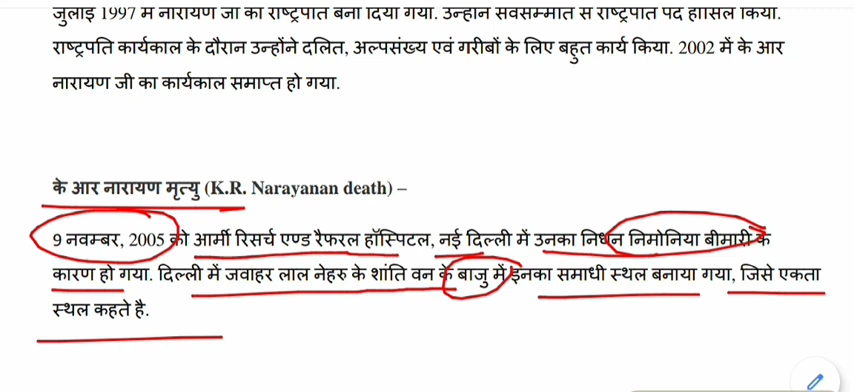 जुलाई 1997 में नारायण जी को राष्ट्रपति बना दिया गया. उन्होंने सर्वसम्मति से राष्ट्रपति पद हासिल किया.
राष्ट्रपति कार्यकाल के दौरान उन्होंने दलित, अल्पसंख्य एवं गरीबों के लिए बहुत कार्य किया. 2002 में के आर
नारायण जी का कार्यकाल समाप्त हो गया.
के आर नारायण मृत्यु (K.R. Narayanan death) –
9 नवम्बर, 2005 को आर्मी रिसर्च एण्ड रैफरल हॉस्पिटल, नई दिल्ली में उनका निधन निमोनिया बीमारी के
कारण हो गया. दिल्ली में जवाहर लाल नेहरु के शांति वन के बाजु में इनका समाधी स्थल बनाया गया, जिसे एकता
स्थल कहते है.